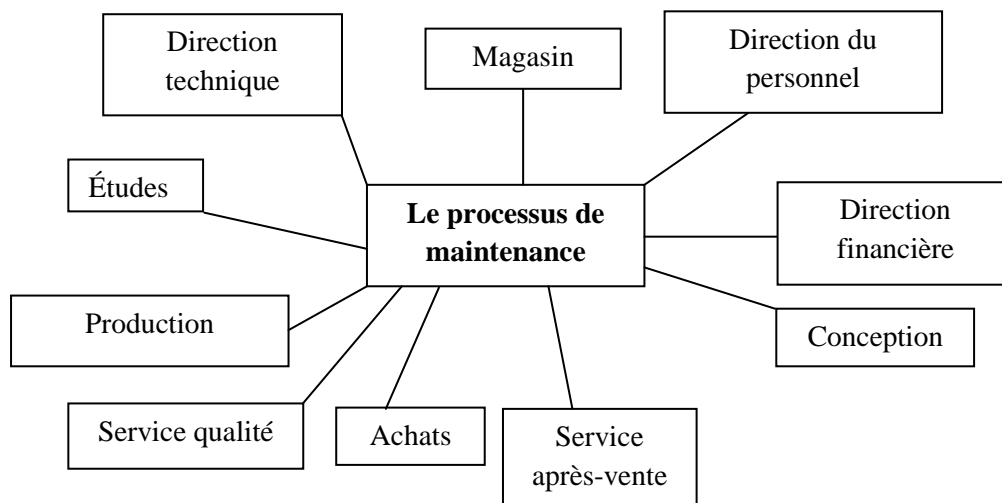 Direction
technique
Magasin
Direction du
personnel
Études
Le processus de
maintenance
Direction
financière
Production
Conception
Service qualité
Achats
Service
après-vente